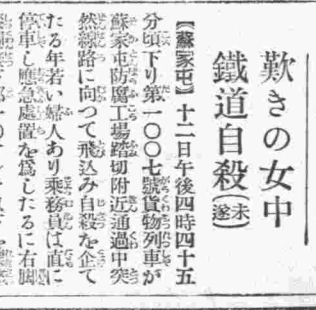 歎きの女中
鐵道自殺(未遂)
【蘇家屯】十二日午後四時四十五
分頃下り第一〇〇七號貨物列車が
蘇家屯防腐工場踏切附近通過中突
然線路に向つて飛込み自殺を企て
たる年若い婦人あり乘務員は直に
停車し應急處置を爲したるに右脚